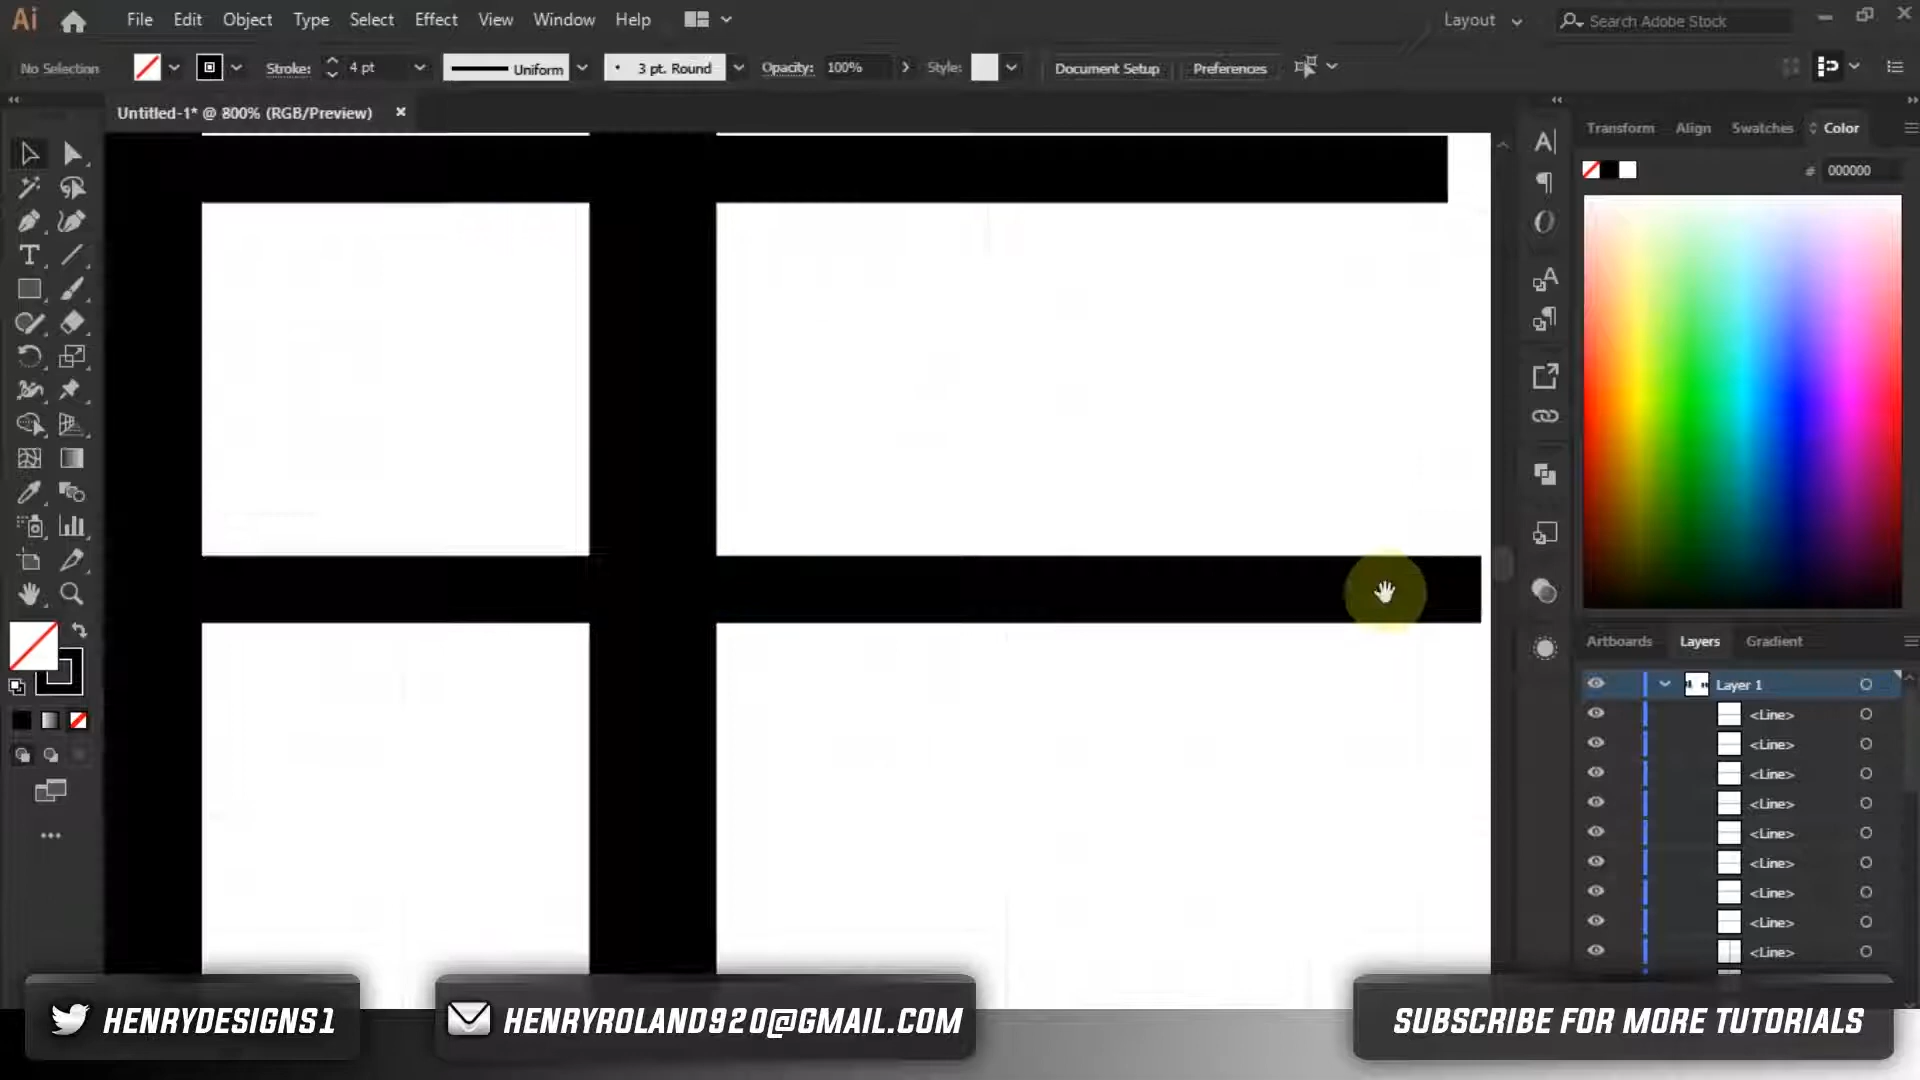 Ai File Edit Object Type Select Effect View Window Help Layout Search Adobe Stock
No Selection Stroke: 4 pt Uniform 3 pt. Round Opacity: 100% Style: Document Setup Preferences
Untitled-1* @ 800% (RGB/Preview)
Transform Align Swatches Color
# 000000
Artboards Layers Gradient
Layer 1
<Line>
<Line>
<Line>
<Line>
<Line>
<Line>
<Line>
<Line>
<Line>
HENRYDESIGNS1
HENRYROLAND920@GMAIL.COM
SUBSCRIBE FOR MORE TUTORIALS